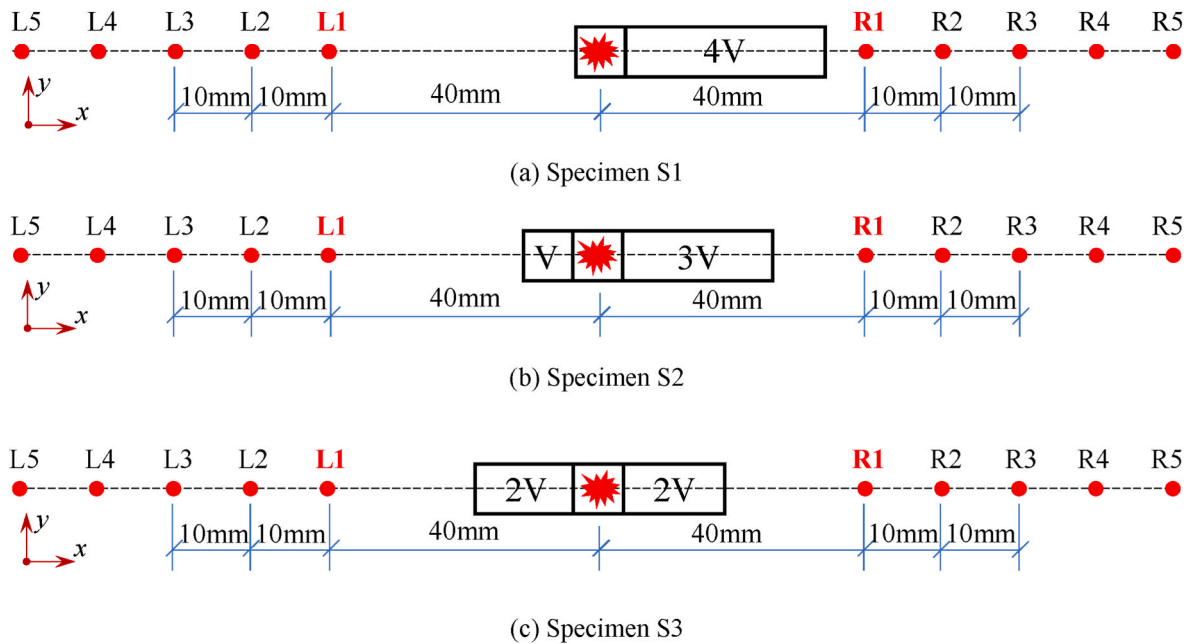 L5 L4 L3 L2 L1 R1 R2 R3 R4 R5
4V
y
x
10mm 10mm 40mm 40mm 10mm 10mm
(a) Specimen S1
L5 L4 L3 L2 L1 R1 R2 R3 R4 R5
V 3V
y
x
10mm 10mm 40mm 40mm 10mm 10mm
(b) Specimen S2
L5 L4 L3 L2 L1 R1 R2 R3 R4 R5
2V 2V
y
x
10mm 10mm 40mm 40mm 10mm 10mm
(c) Specimen S3